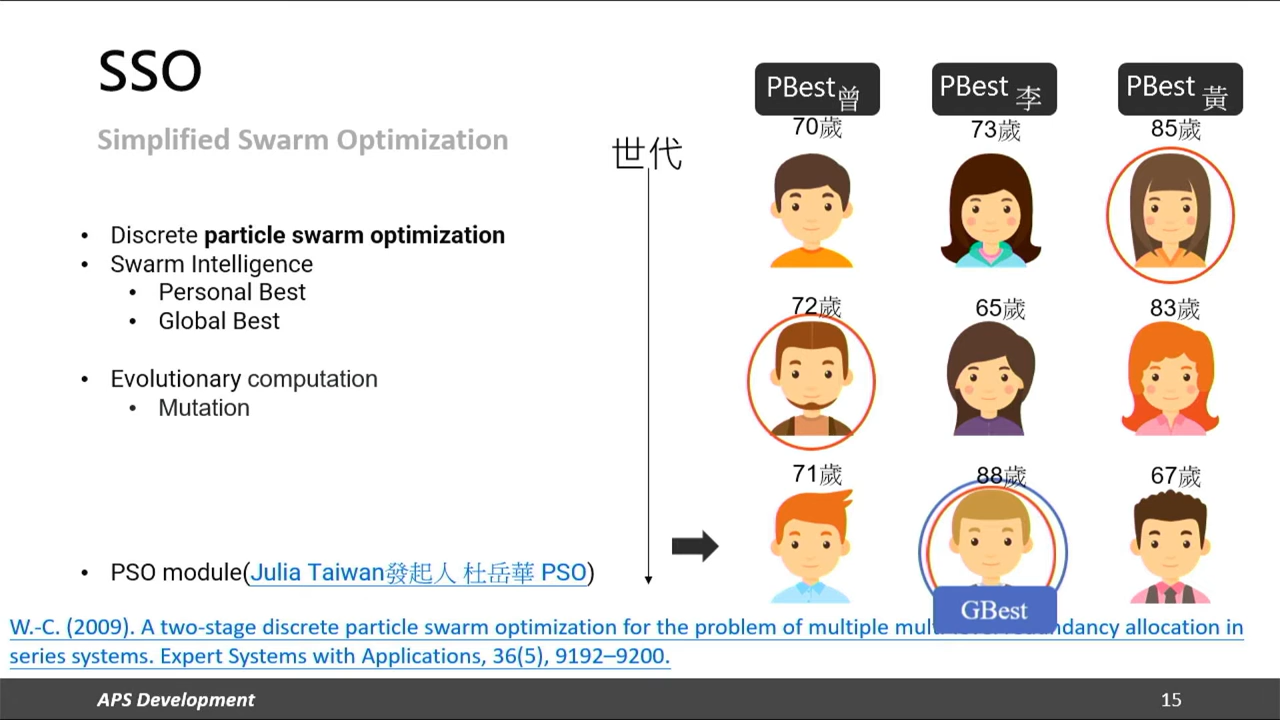 SSO
Simplified Swarm Optimization
• Discrete particle swarm optimization
• Swarm Intelligence
• Personal Best
• Global Best
• Evolutionary computation
• Mutation
• PSO module(Julia Taiwan發起人 杜岳華 PSO)
世代
PBest曾
PBest 李
PBest 黃
70歲
73歲
85歲
72歲
65歲
83歲
71歲
88歲
67歲
GBest
W.-C. (2009). A two-stage discrete particle swarm optimization for the problem of multiple allocation in
series systems. Expert Systems with Applications, 36(5), 9192–9200.
APS Development
15